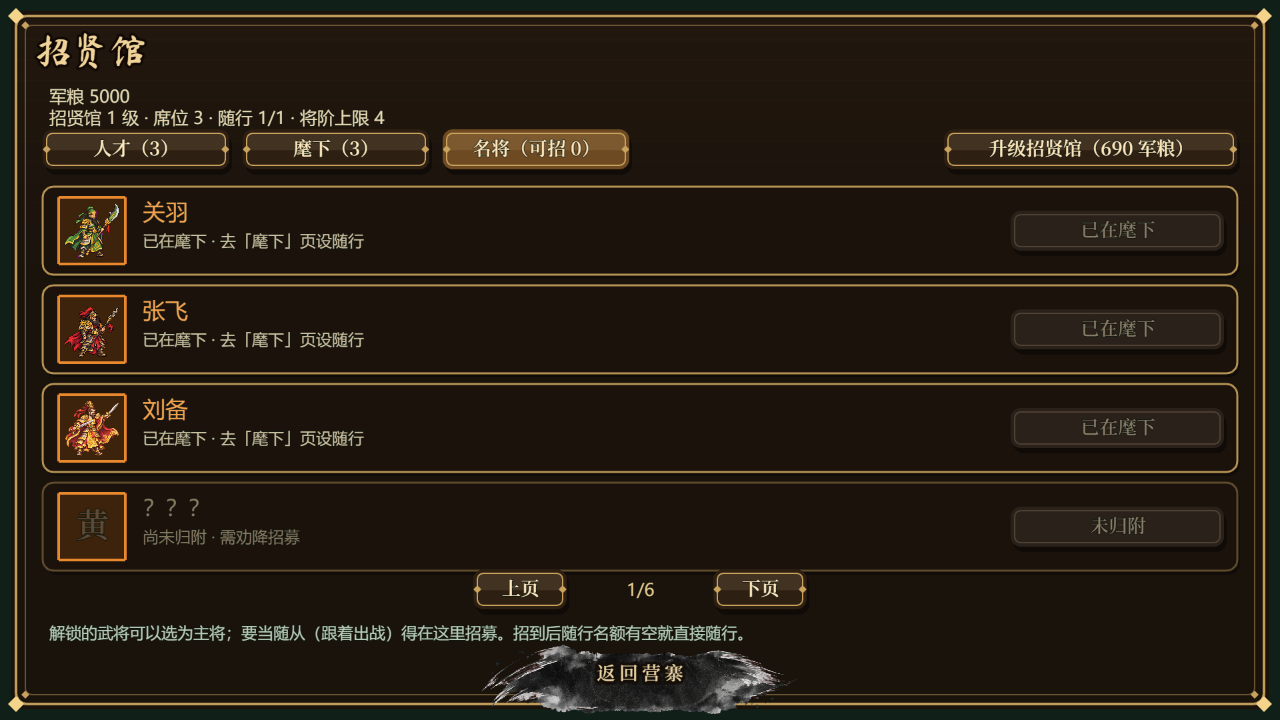 招贤馆
军粮 5000
招贤馆 1 级 · 席位 3 · 随行 1/1 · 将阶上限 4
人才（3）
麾下（3）
名将（可招 0）
升级招贤馆（690 军粮）
关羽
已在麾下 · 去「麾下」页设随行
已在麾下
张飞
已在麾下 · 去「麾下」页设随行
已在麾下
刘备
已在麾下 · 去「麾下」页设随行
已在麾下
黄
？？？
尚未归附 · 需劝降招募
未归附
上页
1/6
下页
解锁的武将可以选为主将；要当随从（跟着出战）得在这里招募。招到后随行名额有空就直接随行。
返回营寨